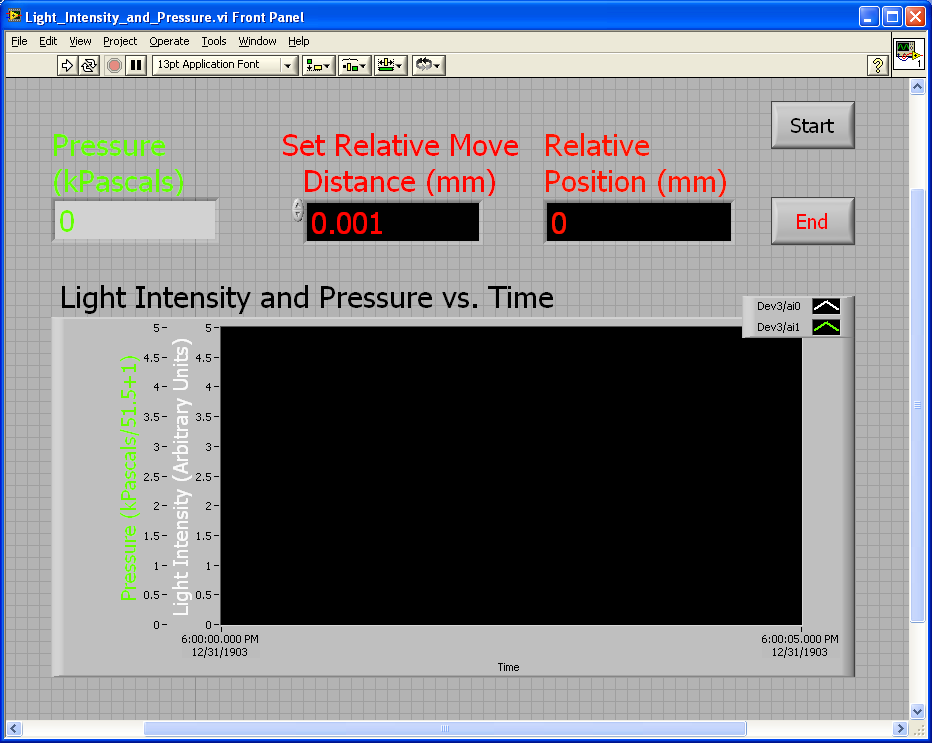 Light_Intensity_and_Pressure.vi Front Panel
File Edit View Project Operate Tools Window Help
13pt Application Font
?
1
Start
Pressure
(kPascals)
0
Set Relative Move
Distance (mm)
0.001
Relative
Position (mm)
0
End
Light Intensity and Pressure vs. Time
Dev3/ai0
Dev3/ai1
Pressure (kPascals/51.5+1)
5
4.5
4
3.5
3
2.5
2
1.5
1
0.5
0
Light Intensity (Arbitrary Units)
5
4.5
4
3.5
3
2.5
2
1.5
1
0.5
0
6:00:00.000 PM
12/31/1903
6:00:05.000 PM
12/31/1903
Time